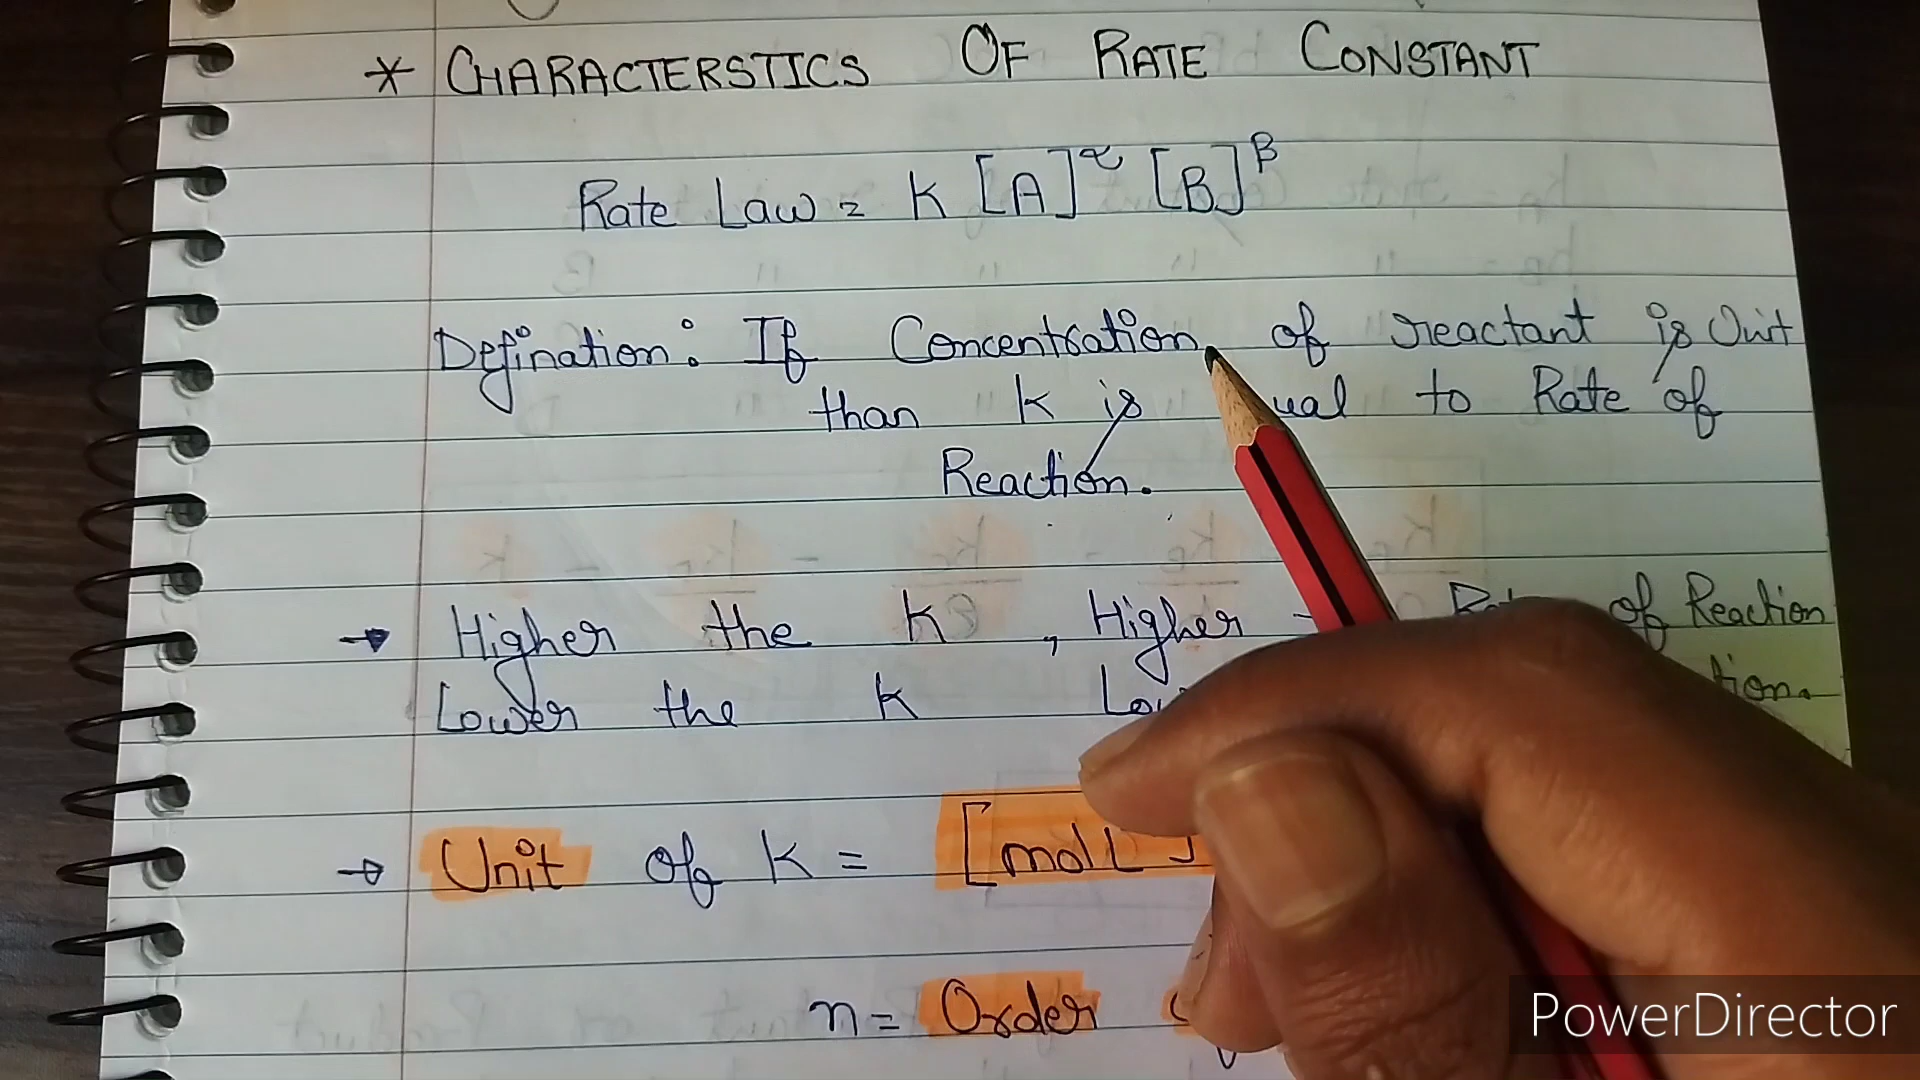 * CHARACTERSTICS OF RATE CONSTANT
Rate Law = K [A]^α [B]^β
Defination: If Concentration of reactant is Unit
than K is ual to Rate of
Reaction.
→ Higher the K , Higher of Reaction
Lower the K
→ Unit of K = [mol L
n = Order
PowerDirector